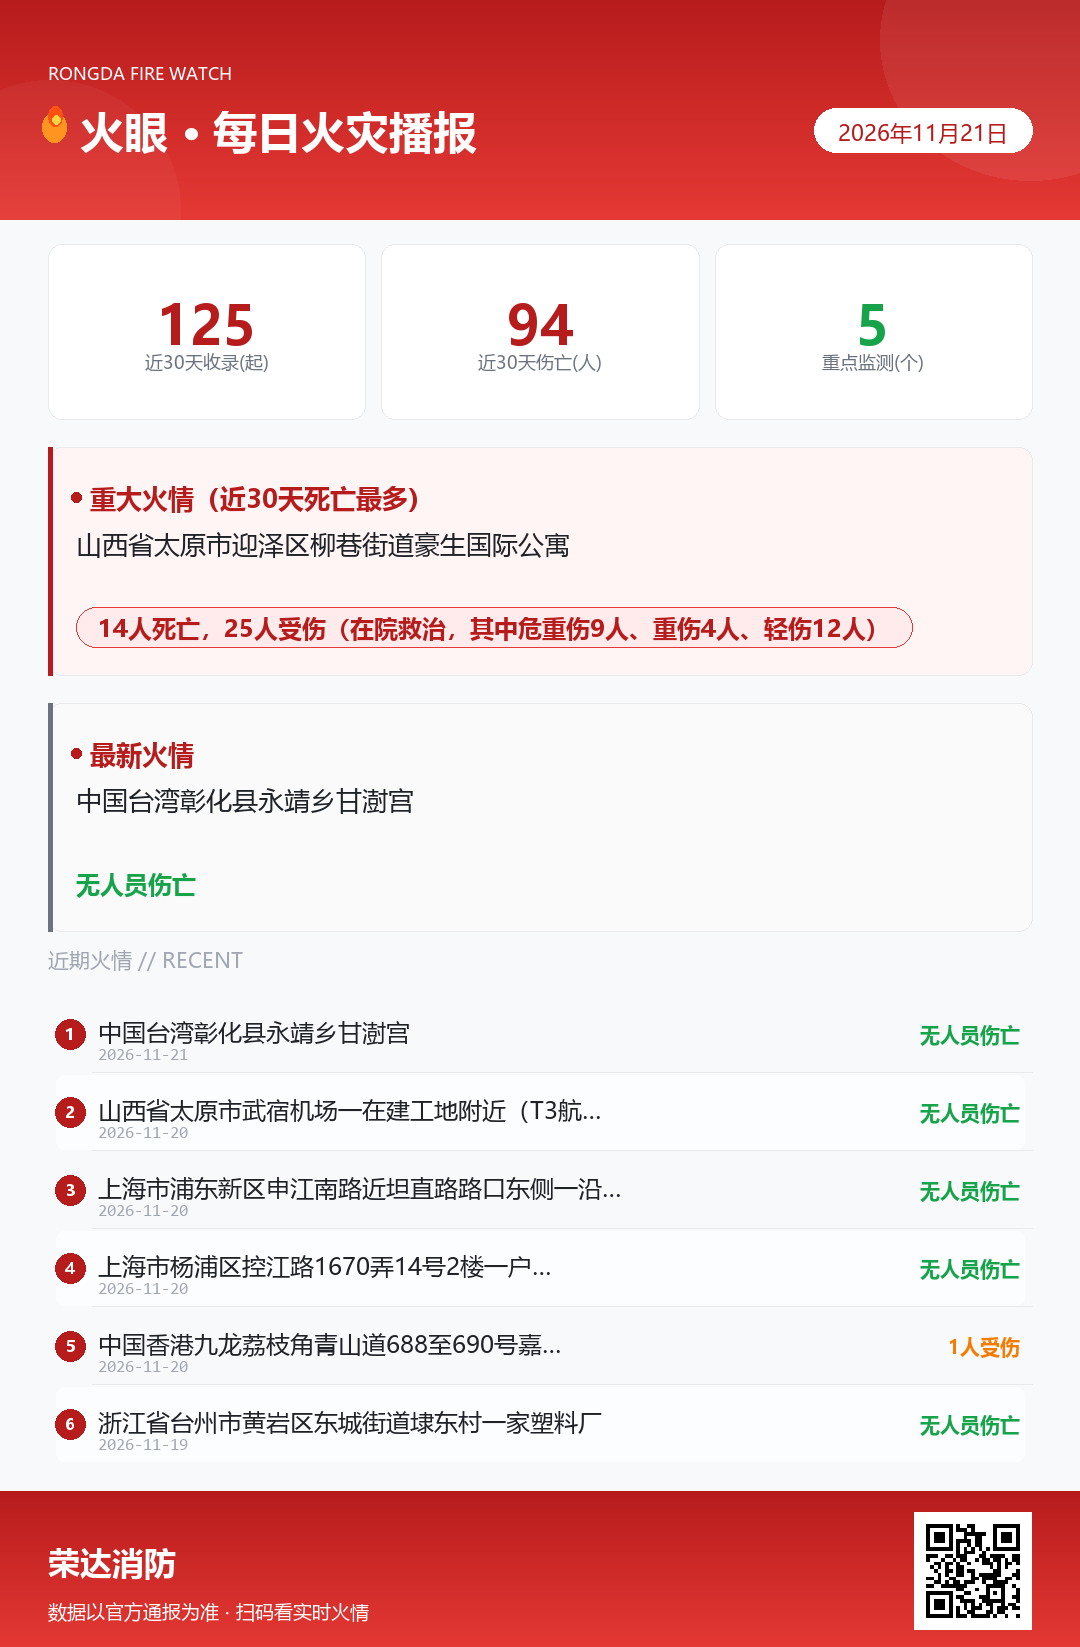 RONGDA FIRE WATCH
火眼·每日火灾播报
2026年11月21日
125
近30天收录(起)
94
近30天伤亡(人)
5
重点监测(个)
重大火情（近30天死亡最多）
山西省太原市迎泽区柳巷街道豪生国际公寓
14人死亡，25人受伤（在院救治，其中危重伤9人、重伤4人、轻伤12人）
最新火情
中国台湾彰化县永靖乡甘澍宫
无人员伤亡
近期火情 // RECENT
1 中国台湾彰化县永靖乡甘澍宫 无人员伤亡
2026-11-21
2 山西省太原市武宿机场一在建工地附近（T3航... 无人员伤亡
2026-11-20
3 上海市浦东新区申江南路近坦直路路口东侧一沿... 无人员伤亡
2026-11-20
4 上海市杨浦区控江路1670弄14号2楼一户... 无人员伤亡
2026-11-20
5 中国香港九龙荔枝角青山道688至690号嘉... 1人受伤
2026-11-20
6 浙江省台州市黄岩区东城街道埭东村一家塑料厂 无人员伤亡
2026-11-19
荣达消防
数据以官方通报为准 · 扫码看实时火情